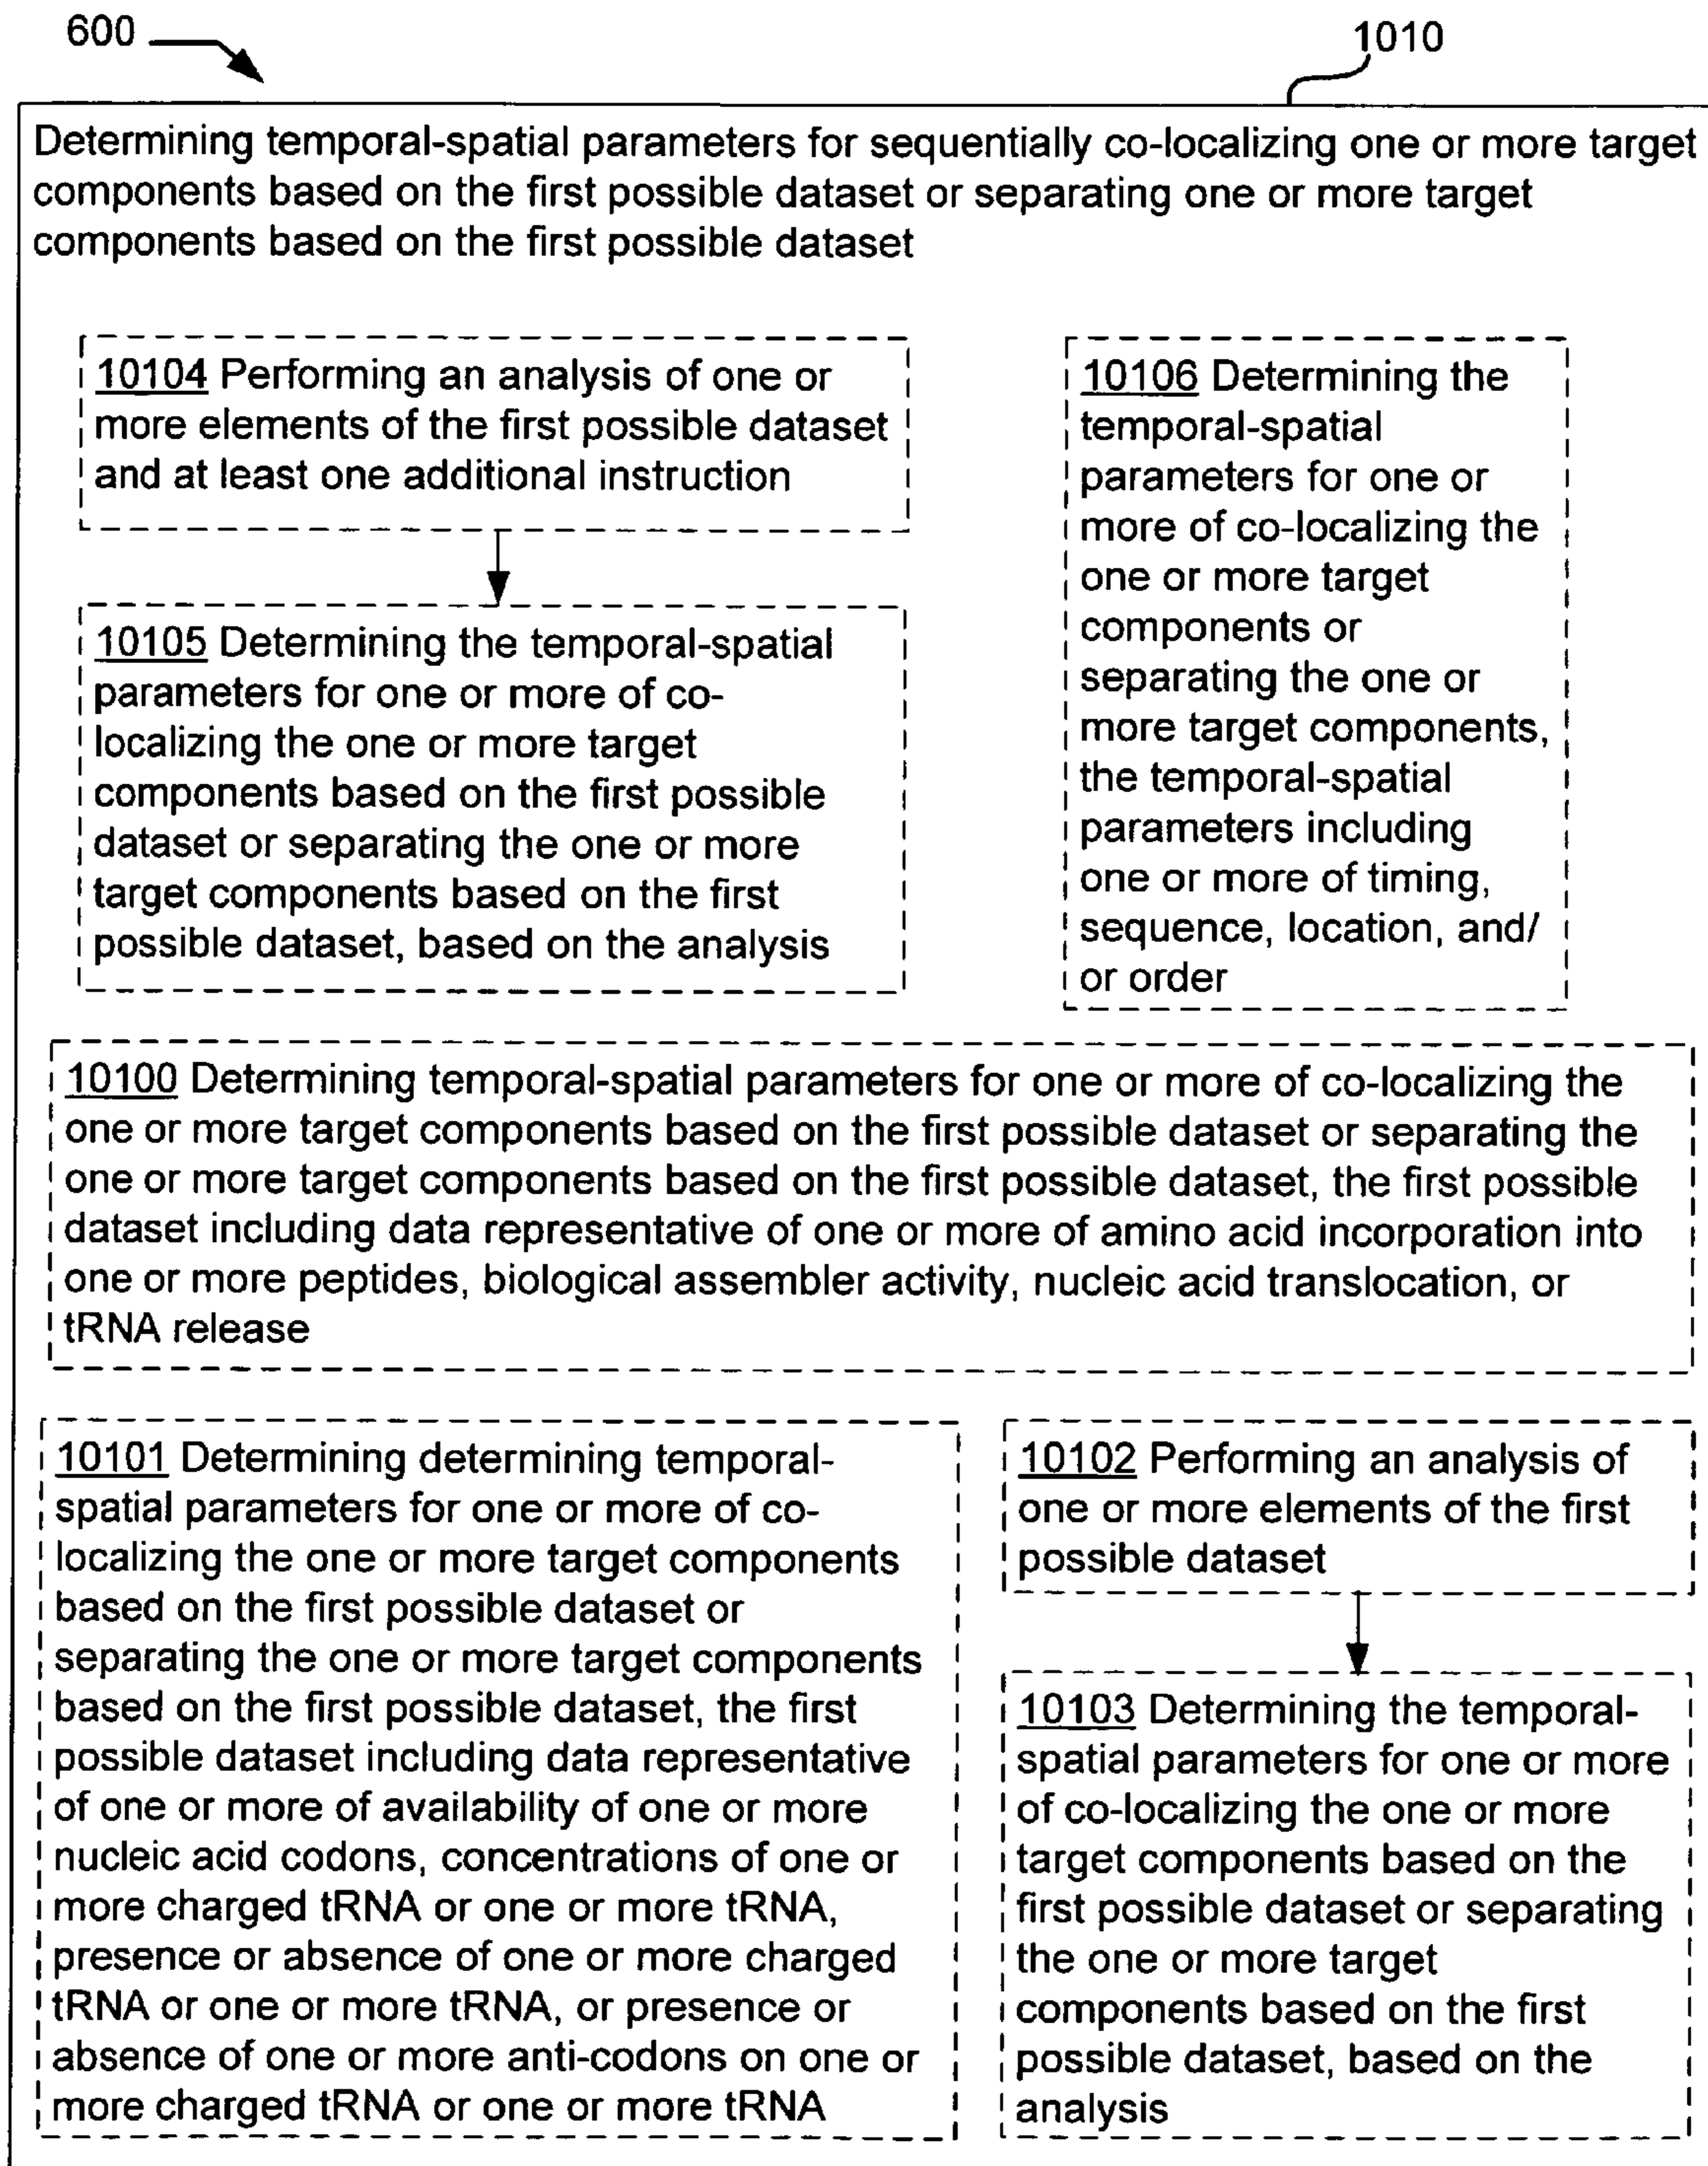 600
1010
Determining temporal-spatial parameters for sequentially co-localizing one or more target
components based on the first possible dataset or separating one or more target
components based on the first possible dataset
10104 Performing an analysis of one or
more elements of the first possible dataset
and at least one additional instruction
10105 Determining the temporal-spatial
parameters for one or more of co-
localizing the one or more target
components based on the first possible
dataset or separating the one or more
target components based on the first
possible dataset, based on the analysis
10106 Determining the
temporal-spatial
parameters for one or
more of co-localizing the
one or more target
components or
separating the one or
more target components,
the temporal-spatial
parameters including
one or more of timing,
sequence, location, and/
or order
10100 Determining temporal-spatial parameters for one or more of co-localizing the
one or more target components based on the first possible dataset or separating the
one or more target components based on the first possible dataset, the first possible
dataset including data representative of one or more of amino acid incorporation into
one or more peptides, biological assembler activity, nucleic acid translocation, or
tRNA release
10101 Determining determining temporal-
spatial parameters for one or more of co-
localizing the one or more target components
based on the first possible dataset or
separating the one or more target components
based on the first possible dataset, the first
possible dataset including data representative
of one or more of availability of one or more
nucleic acid codons, concentrations of one or
more charged tRNA or one or more tRNA,
presence or absence of one or more charged
tRNA or one or more tRNA, or presence or
absence of one or more anti-codons on one or
more charged tRNA or one or more tRNA
10102 Performing an analysis of
one or more elements of the first
possible dataset
10103 Determining the temporal-
spatial parameters for one or more
of co-localizing the one or more
target components based on the
first possible dataset or separating
the one or more target
components based on the first
possible dataset, based on the
analysis